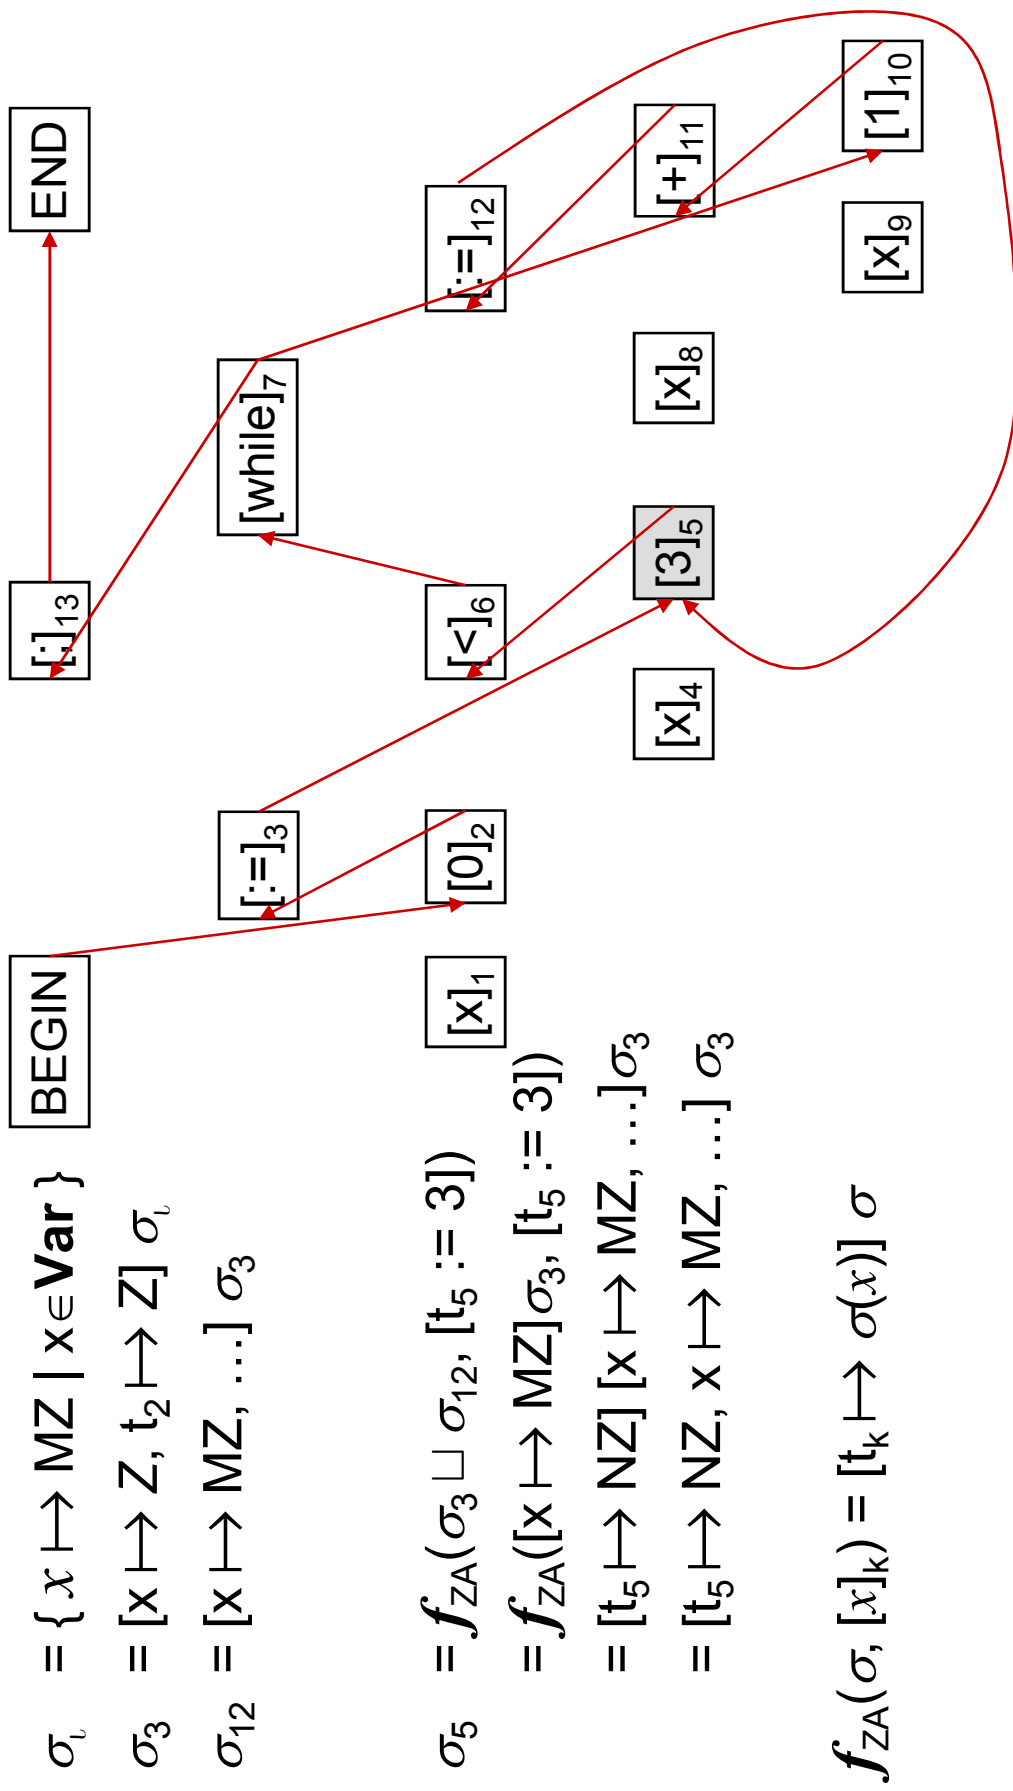 σι = { x ↦ MZ | x∈Var }
σ3 = [x ↦ Z, t2 ↦ Z] σι
σ12 = [x ↦ MZ, …] σ3
σ5 = fZA(σ3 ⊔ σ12, [t5 := 3])
= fZA([x ↦ MZ]σ3, [t5 := 3])
= [t5 ↦ NZ] [x ↦ MZ, …]σ3
= [t5 ↦ NZ, x ↦ MZ, …] σ3
fZA(σ, [x]k) = [tk ↦ σ(x)] σ
BEGIN
[;]13
END
[:=]3
[while]7
[x]1
[0]2
[<]6
[:=]12
[x]4
[3]5
[x]8
[+]11
[x]9
[1]10